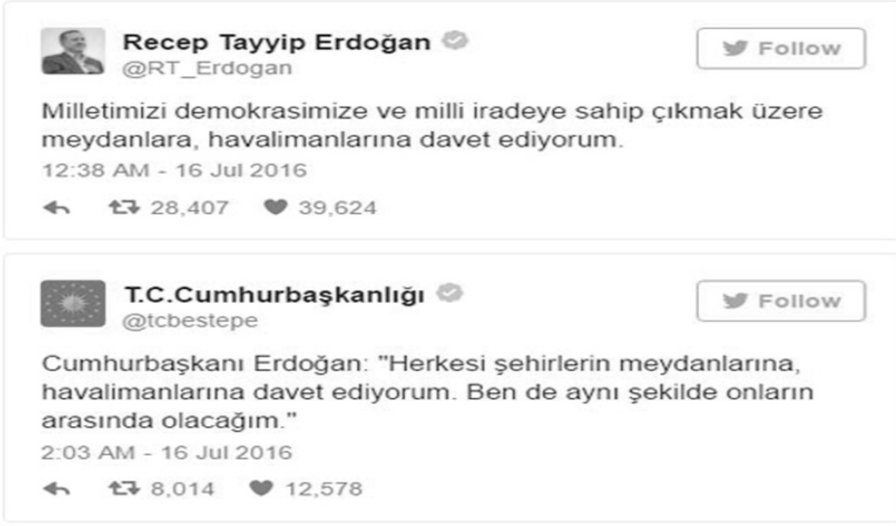 Recep Tayyip Erdoğan
Follow
@RT_Erdogan
Milletimizi demokrasimize ve milli iradeye sahip çıkmak üzere
meydanlara, havalimanlarına davet ediyorum.
12:38 AM - 16 Jul 2016
28,407 39,624
T.C.Cumhurbaşkanlığı
Follow
@tcbestepe
Cumhurbaşkanı Erdoğan: "Herkesi şehirlerin meydanlarına,
havalimanlarına davet ediyorum. Ben de aynı şekilde onların
arasında olacağım."
2:03 AM - 16 Jul 2016
8,014 12,578